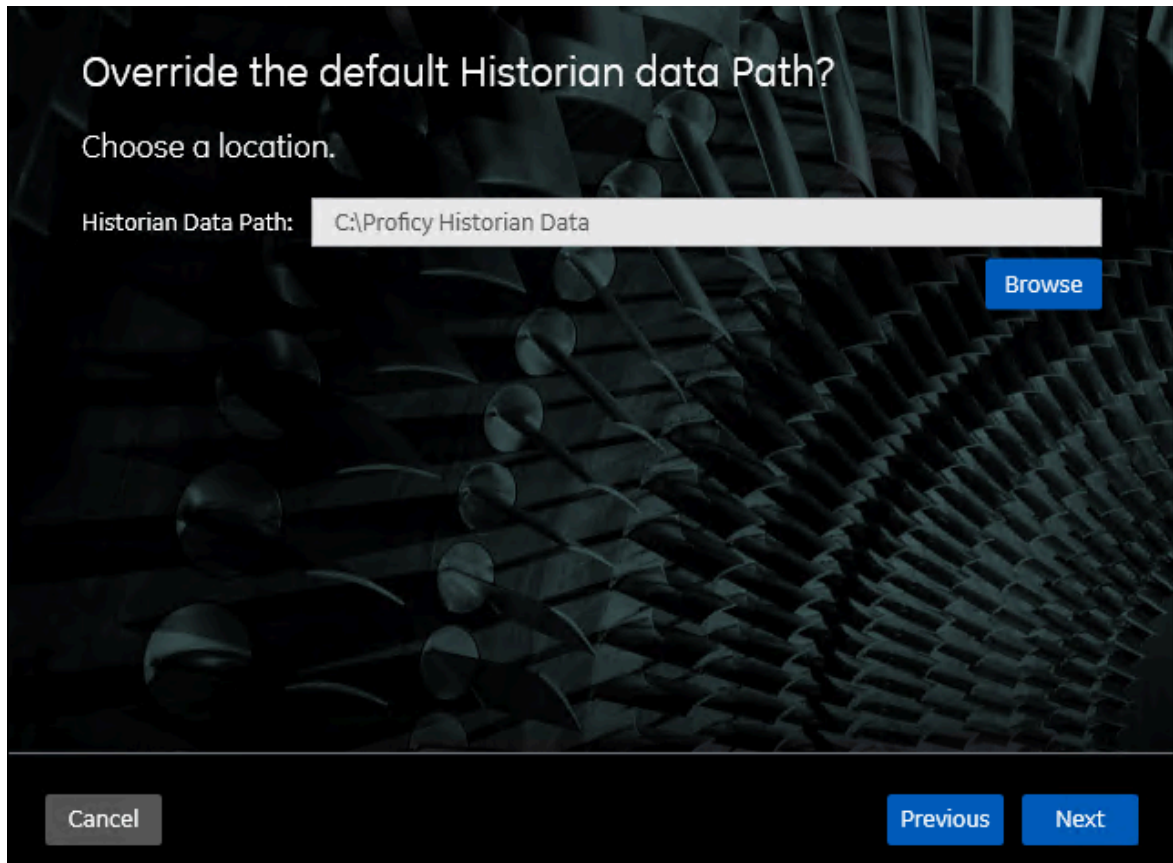 Override the default Historian data Path?
Choose a location.
Historian Data Path: C:\Proficy Historian Data
Browse
Cancel Previous Next